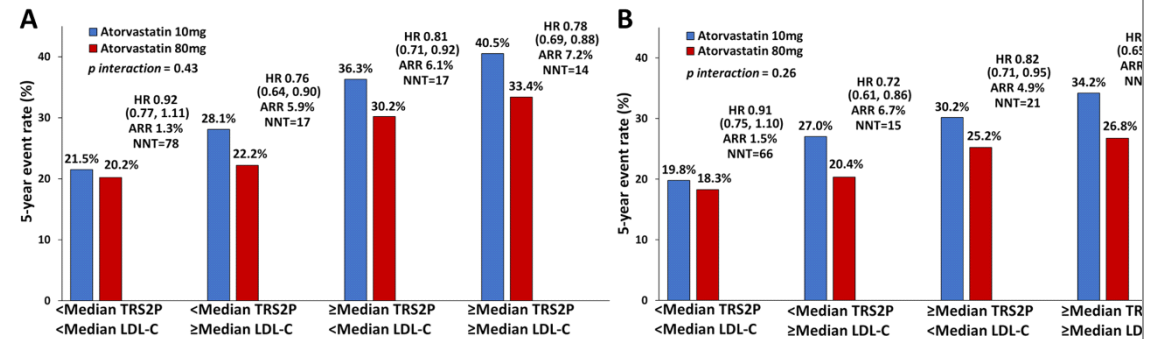 A
Atorvastatin 10mg
Atorvastatin 80mg
p interaction = 0.43
5-year event rate (%)
40
30
20
10
0
21.5%
20.2%
HR 0.92
(0.77, 1.11)
ARR 1.3%
NNT=78
28.1%
22.2%
HR 0.76
(0.64, 0.90)
ARR 5.9%
NNT=17
36.3%
30.2%
HR 0.81
(0.71, 0.92)
ARR 6.1%
NNT=17
40.5%
33.4%
HR 0.78
(0.69, 0.88)
ARR 7.2%
NNT=14
<Median TRS2P
<Median LDL-C
<Median TRS2P
≥Median LDL-C
≥Median TRS2P
<Median LDL-C
≥Median TRS2P
≥Median LDL-C
B
Atorvastatin 10mg
Atorvastatin 80mg
p interaction = 0.26
5-year event rate (%)
40
30
20
10
0
19.8%
18.3%
HR 0.91
(0.75, 1.10)
ARR 1.5%
NNT=66
27.0%
20.4%
HR 0.72
(0.61, 0.86)
ARR 6.7%
NNT=15
30.2%
25.2%
HR 0.82
(0.71, 0.95)
ARR 4.9%
NNT=21
34.2%
26.8%
HR
(0.65
ARR
NN
<Median TRS2P
<Median LDL-C
<Median TRS2P
≥Median LDL-C
≥Median TRS2P
<Median LDL-C
≥Median TR
≥Median LD